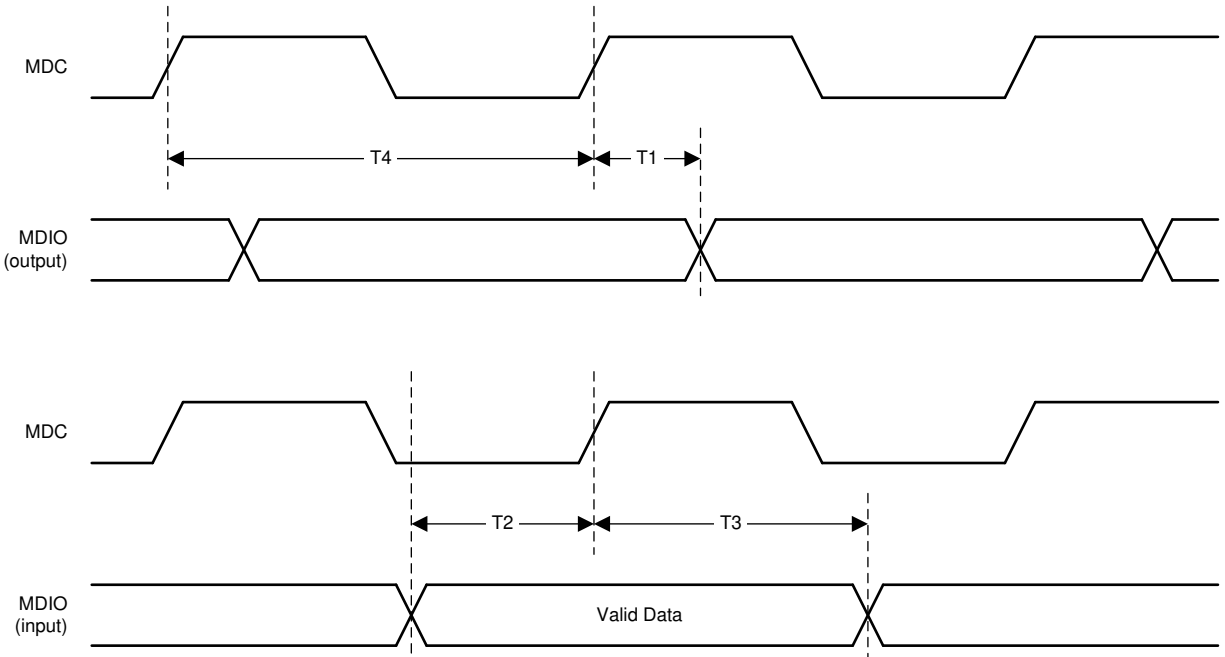 MDC
T4
T1
MDIO
(output)
MDC
T2
T3
MDIO
(input)
Valid Data